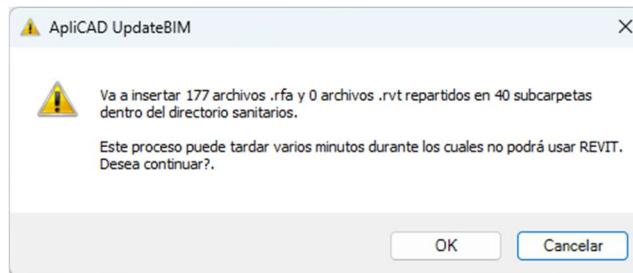 ApliCAD UpdateBIM
Va a insertar 177 archivos .rfa y 0 archivos .rvt repartidos en 40 subcarpetas
dentro del directorio sanitarios.
Este proceso puede tardar varios minutos durante los cuales no podrá usar REVIT.
Desea continuar?.
OK
Cancelar